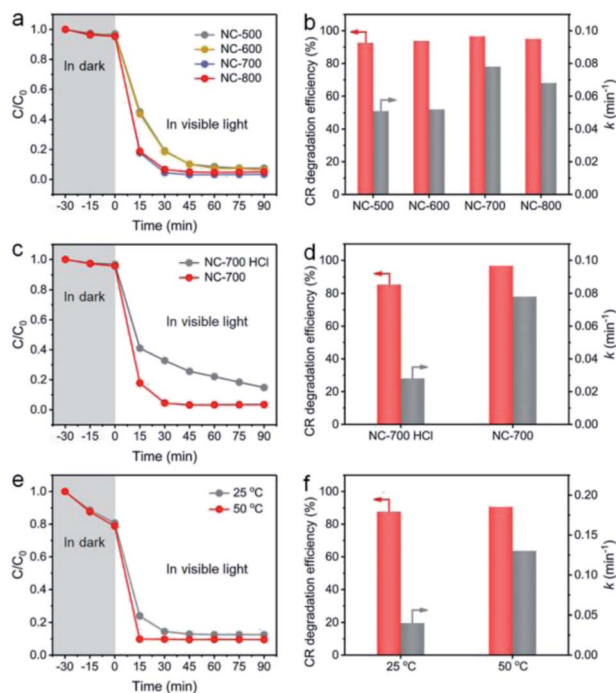 a
NC-500
NC-600
NC-700
NC-800
In dark
In visible light
C/C0
1.0
0.8
0.6
0.4
0.2
0.0
-30 -15 0 15 30 45 60 75 90
Time (min)
b
CR degradation efficiency (%)
100
80
60
40
20
0
k (min-1)
0.10
0.08
0.06
0.04
0.02
0.00
NC-500 NC-600 NC-700 NC-800
c
NC-700 HCl
NC-700
In dark
In visible light
C/C0
1.0
0.8
0.6
0.4
0.2
0.0
-30 -15 0 15 30 45 60 75 90
Time (min)
d
CR degradation efficiency (%)
100
80
60
40
20
0
k (min-1)
0.10
0.08
0.06
0.04
0.02
0.00
NC-700 HCl NC-700
e
25 °C
50 °C
In dark
In visible light
C/C0
1.0
0.8
0.6
0.4
0.2
0.0
-30 -15 0 15 30 45 60 75 90
Time (min)
f
CR degradation efficiency (%)
100
80
60
40
20
0
k (min-1)
0.20
0.15
0.10
0.05
0.00
25 °C 50 °C